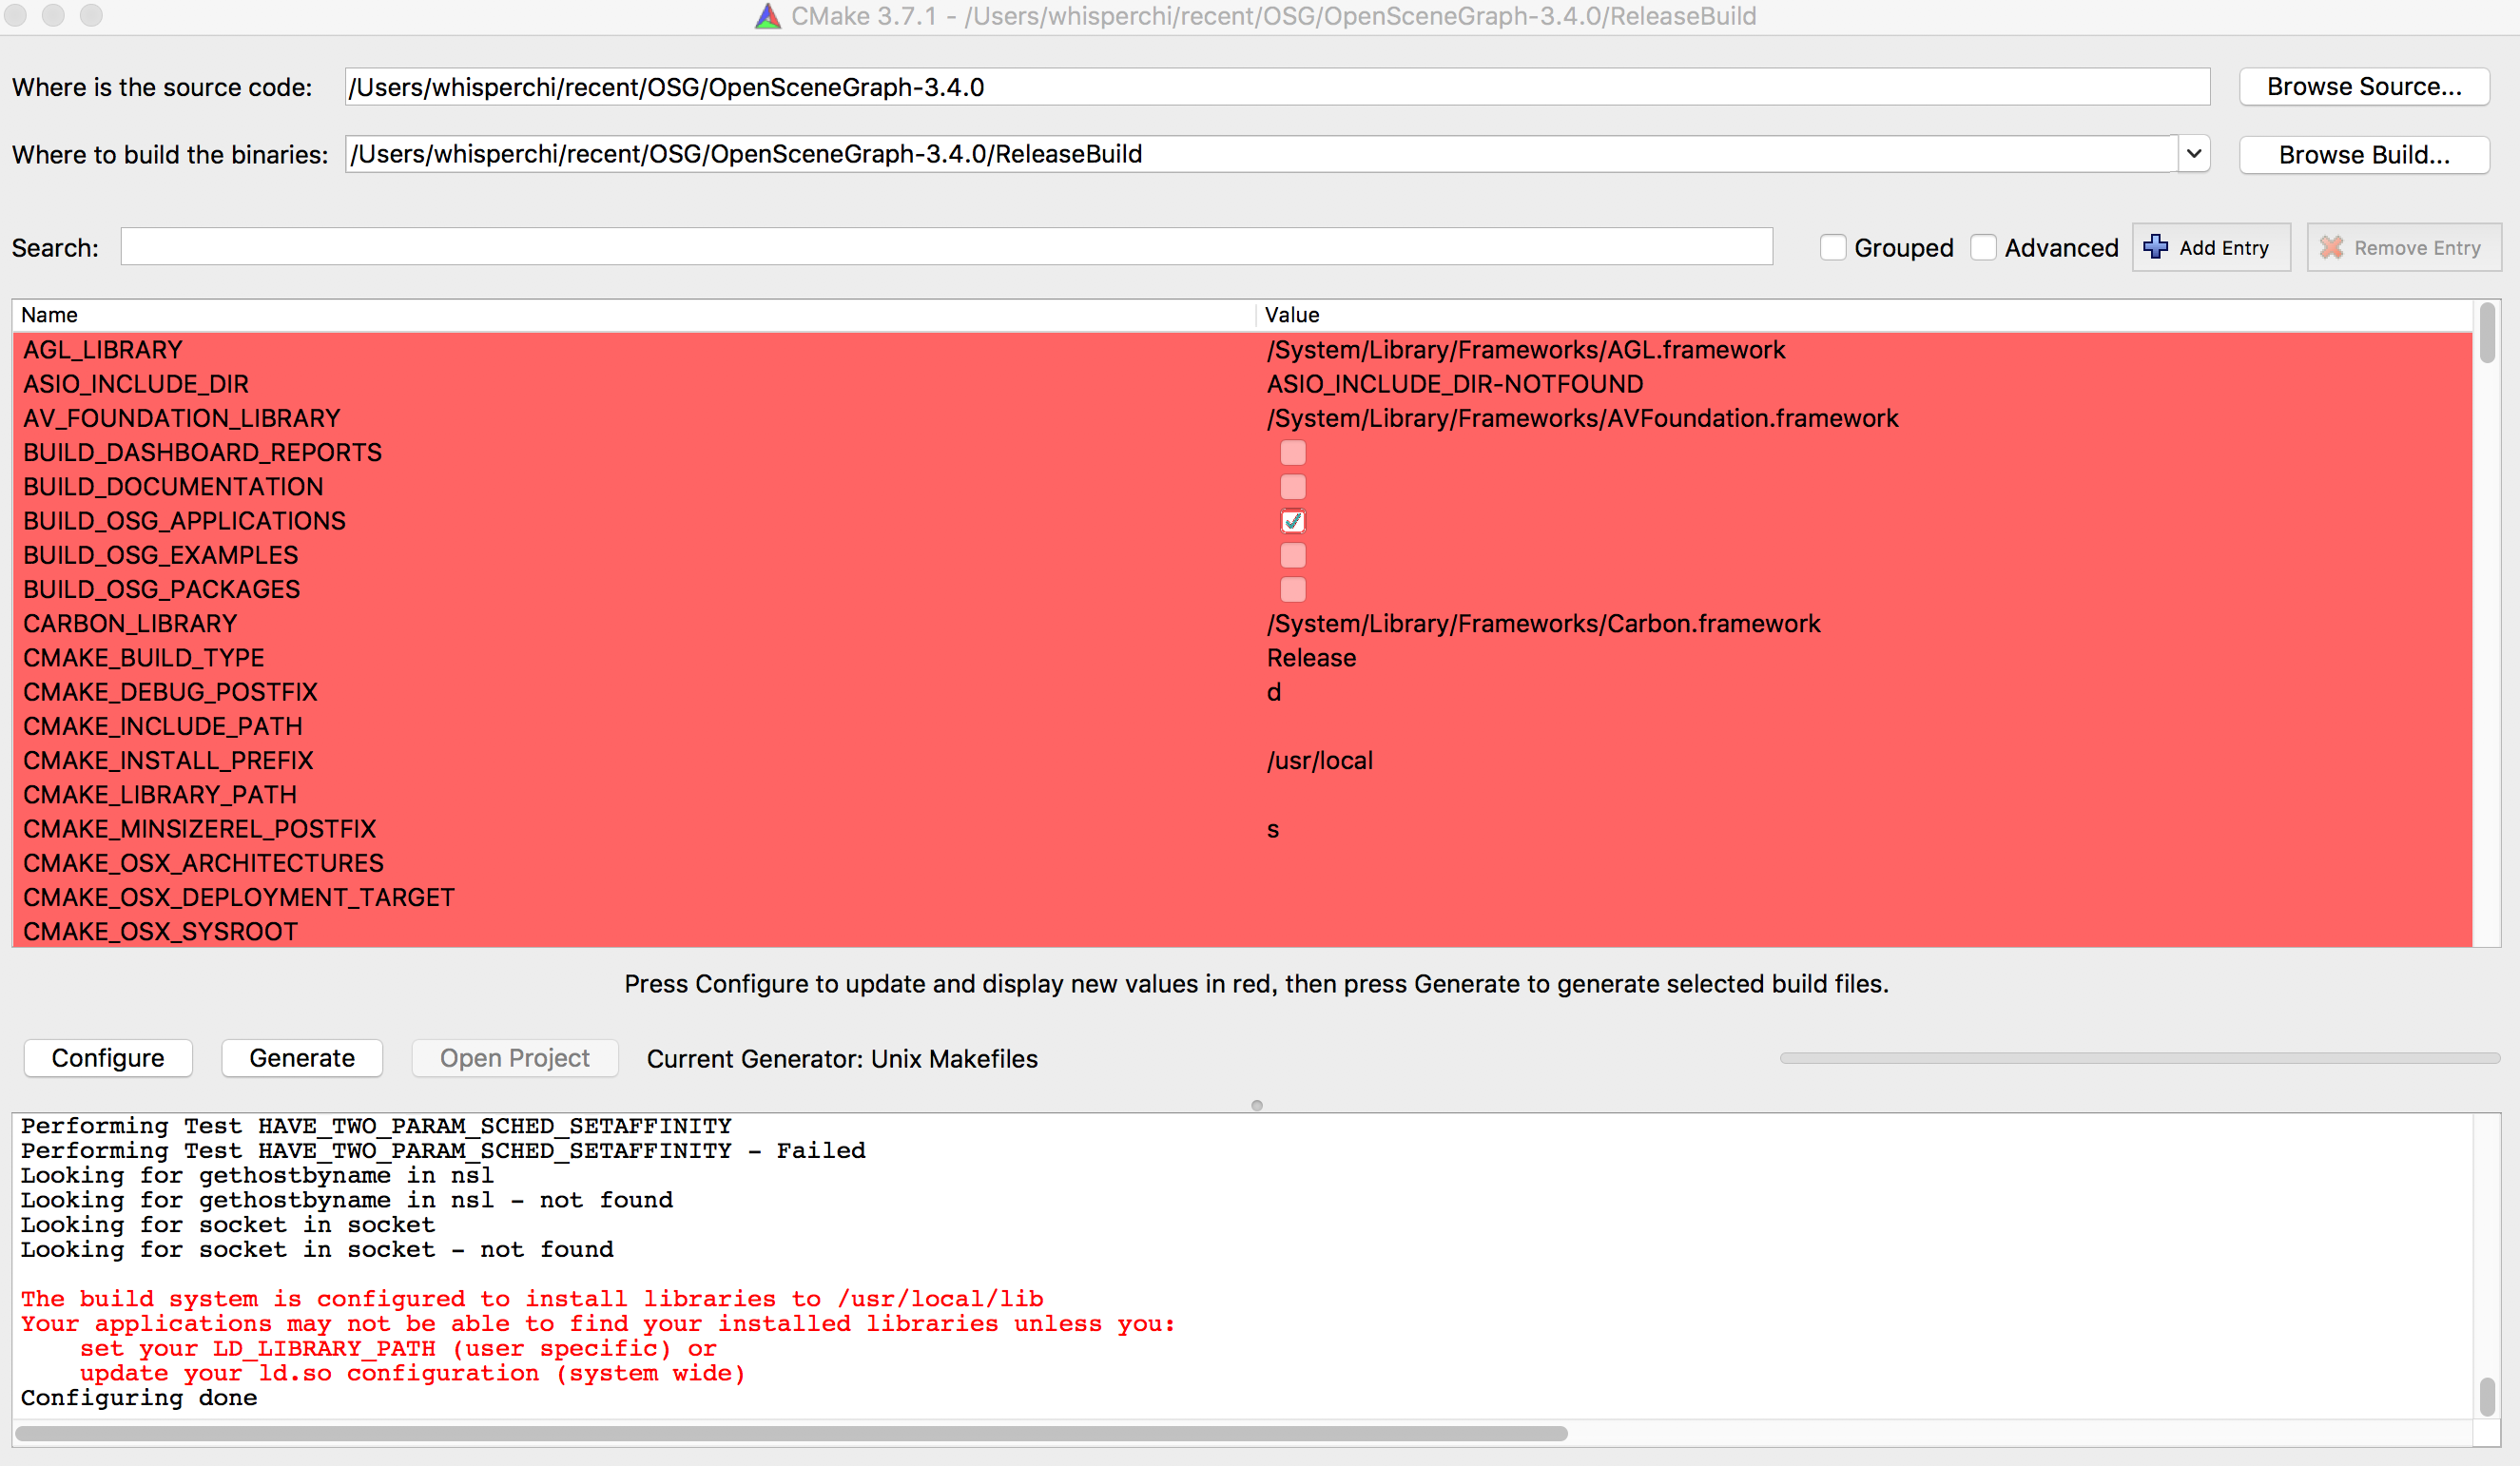 CMake 3.7.1 - /Users/whisperchi/recent/OSG/OpenSceneGraph-3.4.0/ReleaseBuild
Where is the source code: /Users/whisperchi/recent/OSG/OpenSceneGraph-3.4.0 Browse Source...
Where to build the binaries: /Users/whisperchi/recent/OSG/OpenSceneGraph-3.4.0/ReleaseBuild Browse Build...
Search: Grouped Advanced Add Entry Remove Entry
Name Value
AGL_LIBRARY /System/Library/Frameworks/AGL.framework
ASIO_INCLUDE_DIR ASIO_INCLUDE_DIR-NOTFOUND
AV_FOUNDATION_LIBRARY /System/Library/Frameworks/AVFoundation.framework
BUILD_DASHBOARD_REPORTS
BUILD_DOCUMENTATION
BUILD_OSG_APPLICATIONS
BUILD_OSG_EXAMPLES
BUILD_OSG_PACKAGES
CARBON_LIBRARY /System/Library/Frameworks/Carbon.framework
CMAKE_BUILD_TYPE Release
CMAKE_DEBUG_POSTFIX d
CMAKE_INCLUDE_PATH
CMAKE_INSTALL_PREFIX /usr/local
CMAKE_LIBRARY_PATH
CMAKE_MINSIZEREL_POSTFIX s
CMAKE_OSX_ARCHITECTURES
CMAKE_OSX_DEPLOYMENT_TARGET
CMAKE_OSX_SYSROOT
Press Configure to update and display new values in red, then press Generate to generate selected build files.
Configure Generate Open Project Current Generator: Unix Makefiles
Performing Test HAVE_TWO_PARAM_SCHED_SETAFFINITY
Performing Test HAVE_TWO_PARAM_SCHED_SETAFFINITY - Failed
Looking for gethostbyname in nsl
Looking for gethostbyname in nsl - not found
Looking for socket in socket
Looking for socket in socket - not found
The build system is configured to install libraries to /usr/local/lib
Your applications may not be able to find your installed libraries unless you:
set your LD_LIBRARY_PATH (user specific) or
update your ld.so configuration (system wide)
Configuring done